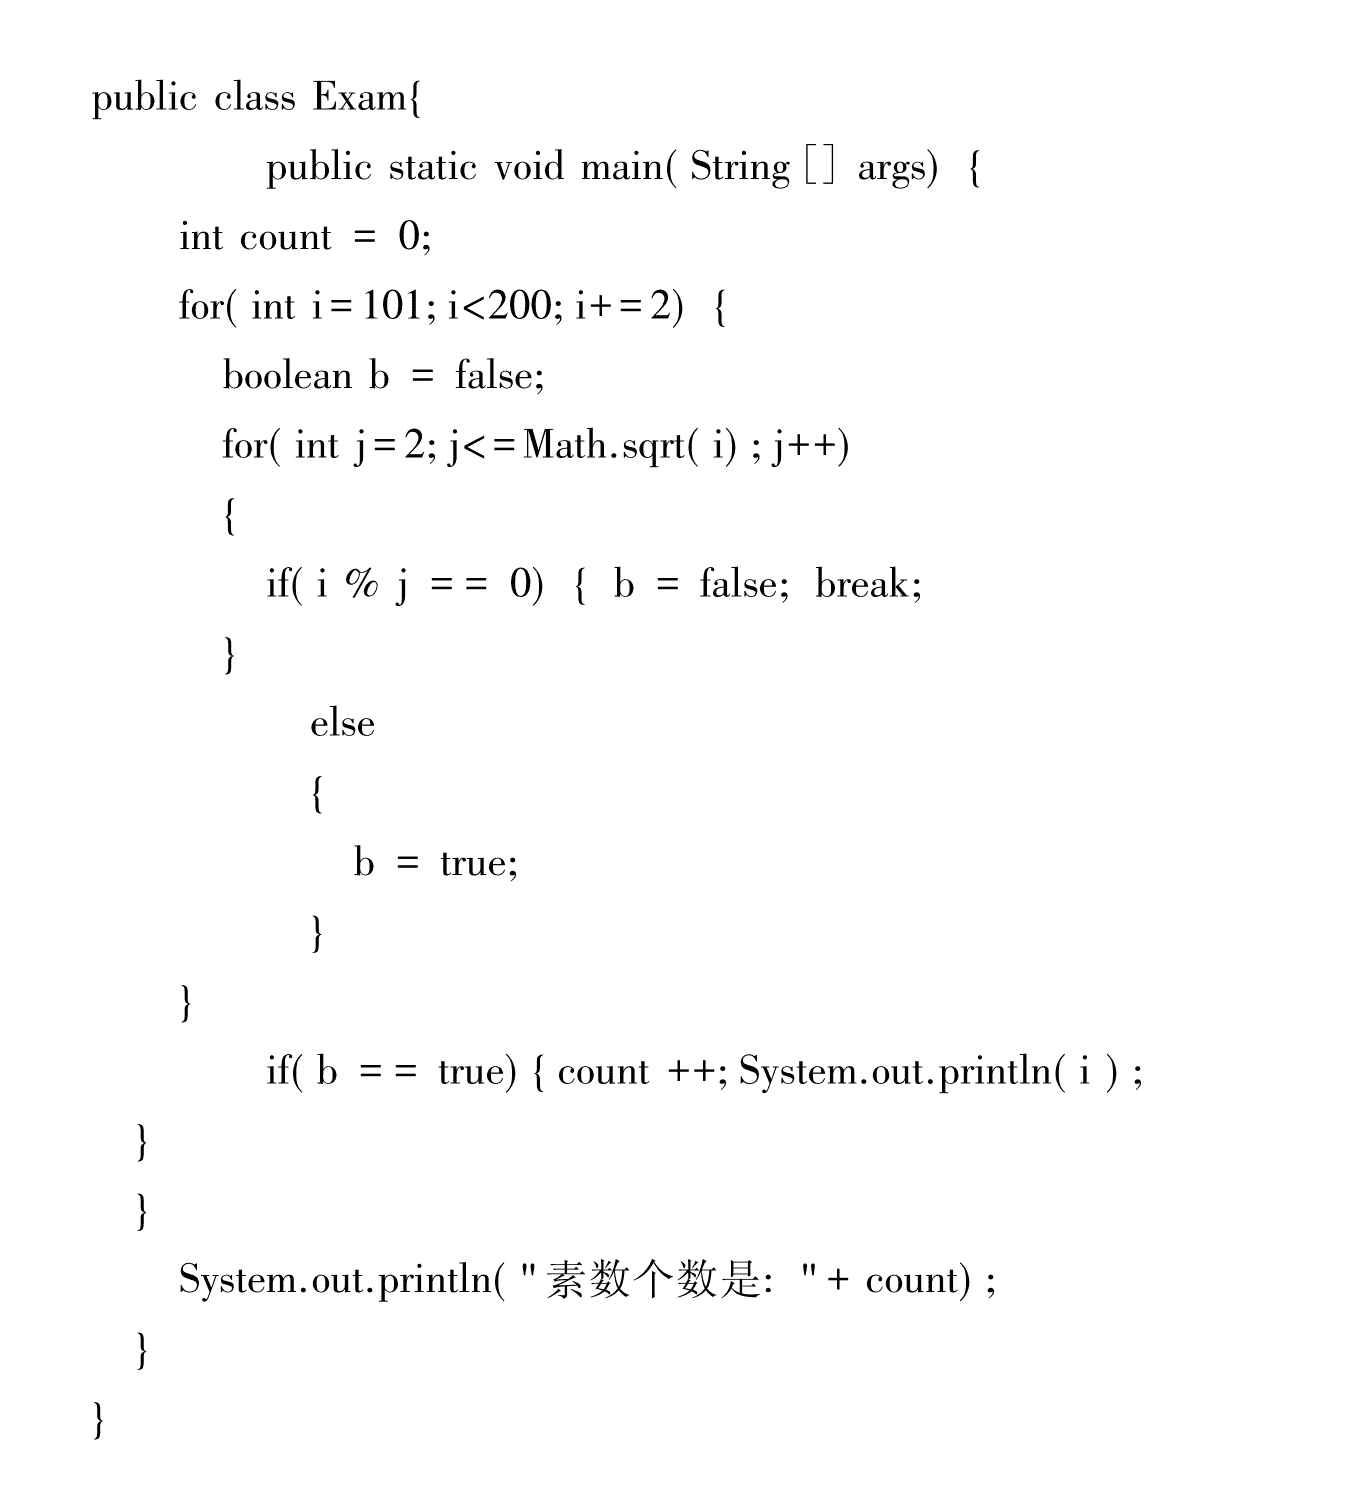 public class Exam{
public static void main( String [] args) {
int count = 0;
for( int i=101; i<200; i+=2) {
boolean b = false;
for( int j=2; j<=Math.sqrt( i) ; j++)
{
if( i % j == 0) { b = false; break;
}
else
{
b = true;
}
}
if( b == true) { count ++; System.out.println( i ) ;
}
}
System.out.println( "素数个数是: "+ count) ;
}
}